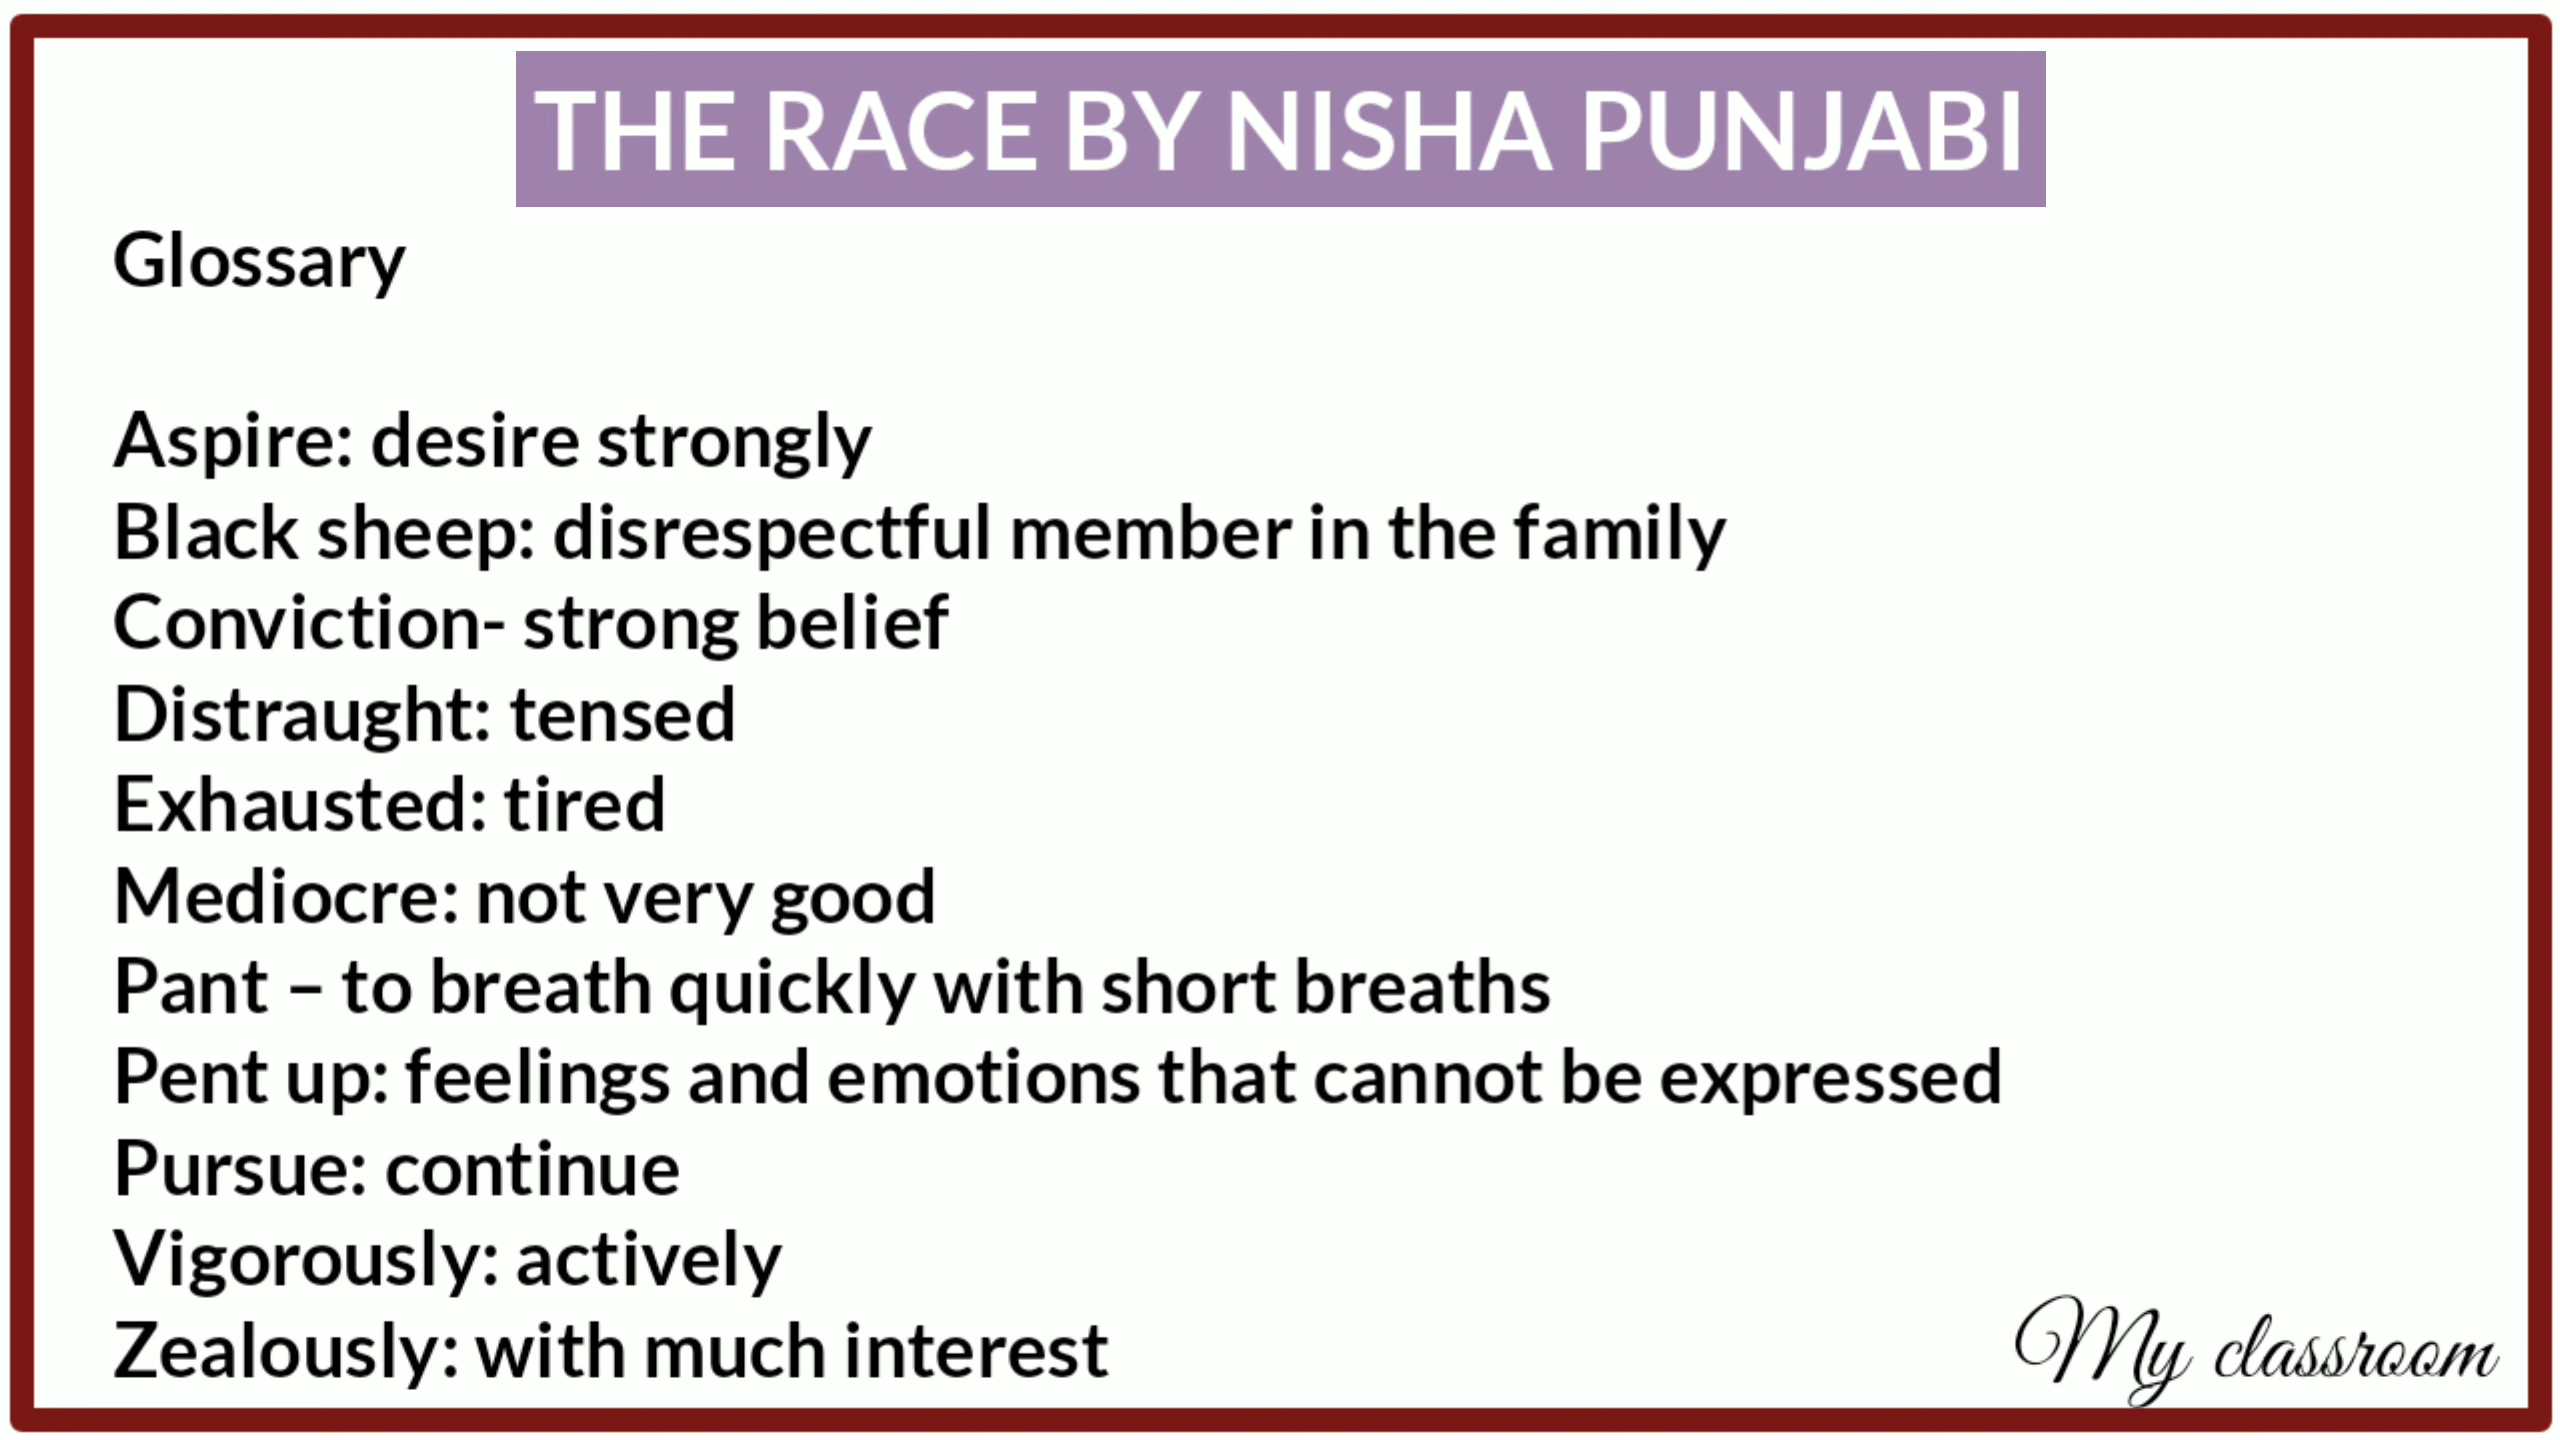 THE RACE BY NISHA PUNJABI
Glossary
Aspire: desire strongly
Black sheep: disrespectful member in the family
Conviction- strong belief
Distraught: tensed
Exhausted: tired
Mediocre: not very good
Pant – to breath quickly with short breaths
Pent up: feelings and emotions that cannot be expressed
Pursue: continue
Vigorously: actively
Zealously: with much interest
My classroom